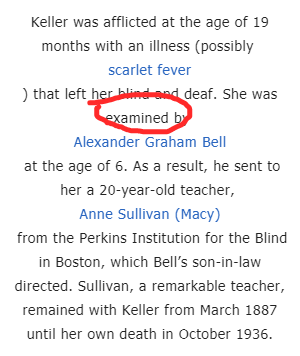 Keller was afflicted at the age of 19
months with an illness (possibly
scarlet fever
) that left her blind and deaf. She was
examined by
Alexander Graham Bell
at the age of 6. As a result, he sent to
her a 20-year-old teacher,
Anne Sullivan (Macy)
from the Perkins Institution for the Blind
in Boston, which Bell’s son-in-law
directed. Sullivan, a remarkable teacher,
remained with Keller from March 1887
until her own death in October 1936.